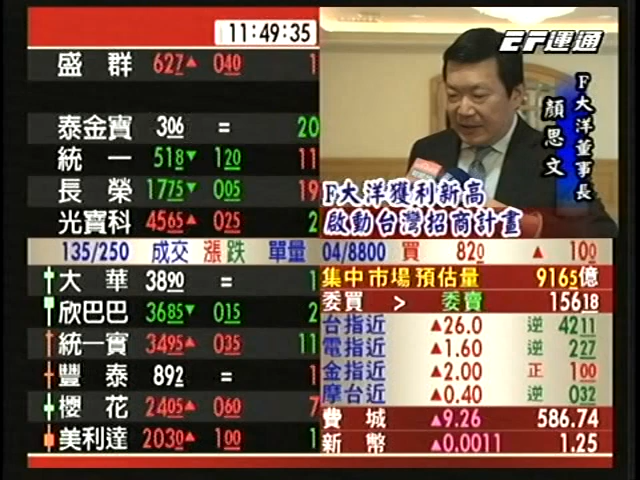 11:49:35
盛 群 627▲ 040 1
泰金寶 306 = 20
統 一 518▼ 120 11
長 榮 1775▼ 005 19
光寶科 4565▲ 025 2
135/250 成交 漲跌 單量
大 華 3890 = 1
欣巴巴 3685▼ 015 2
統一實 3495▲ 035 11
豐 泰 892 = 1
櫻 花 2405▲ 060 7
美利達 2030▲ 100 1
EF運通
F大洋董事長
顏思文
F大洋獲利新高
啟動台灣招商計畫
04/8800 買 820 ▲ 100
集中市場預估量 9165億
委買 > 委賣 15618
台指近 ▲26.0 逆 4211
電指近 ▲1.60 逆 227
金指近 ▲2.00 正 100
摩台近 ▲0.40 逆 032
費 城 ▲9.26 586.74
新 幣 ▲0.0011 1.25